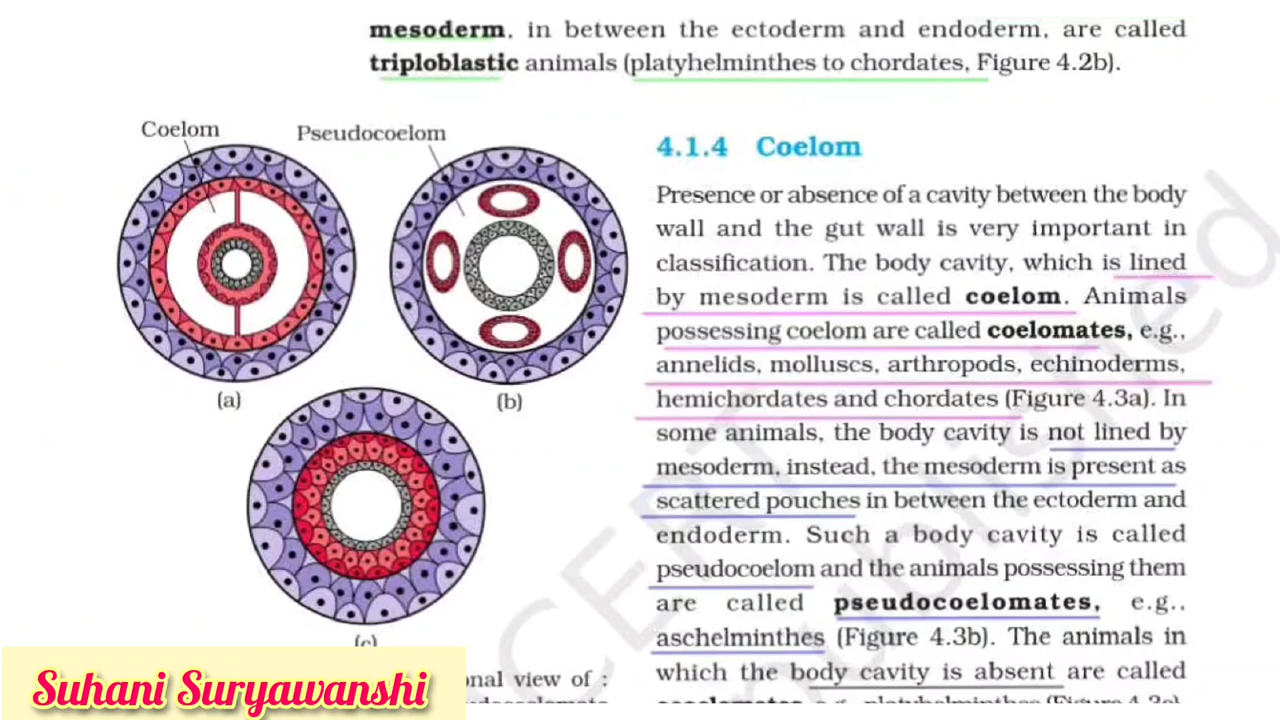 mesoderm, in between the ectoderm and endoderm, are called
triploblastic animals (platyhelminthes to chordates, Figure 4.2b).
Coelom
Pseudocoelom
(a)
(b)
(c)
4.1.4 Coelom
Presence or absence of a cavity between the body
wall and the gut wall is very important in
classification. The body cavity, which is lined
by mesoderm is called coelom. Animals
possessing coelom are called coelomates, e.g.,
annelids, molluscs, arthropods, echinoderms,
hemichordates and chordates (Figure 4.3a). In
some animals, the body cavity is not lined by
mesoderm, instead, the mesoderm is present as
scattered pouches in between the ectoderm and
endoderm. Such a body cavity is called
pseudocoelom and the animals possessing them
are called pseudocoelomates, e.g.,
aschelminthes (Figure 4.3b). The animals in
which the body cavity is absent are called
view of :
Suhani Suryawanshi